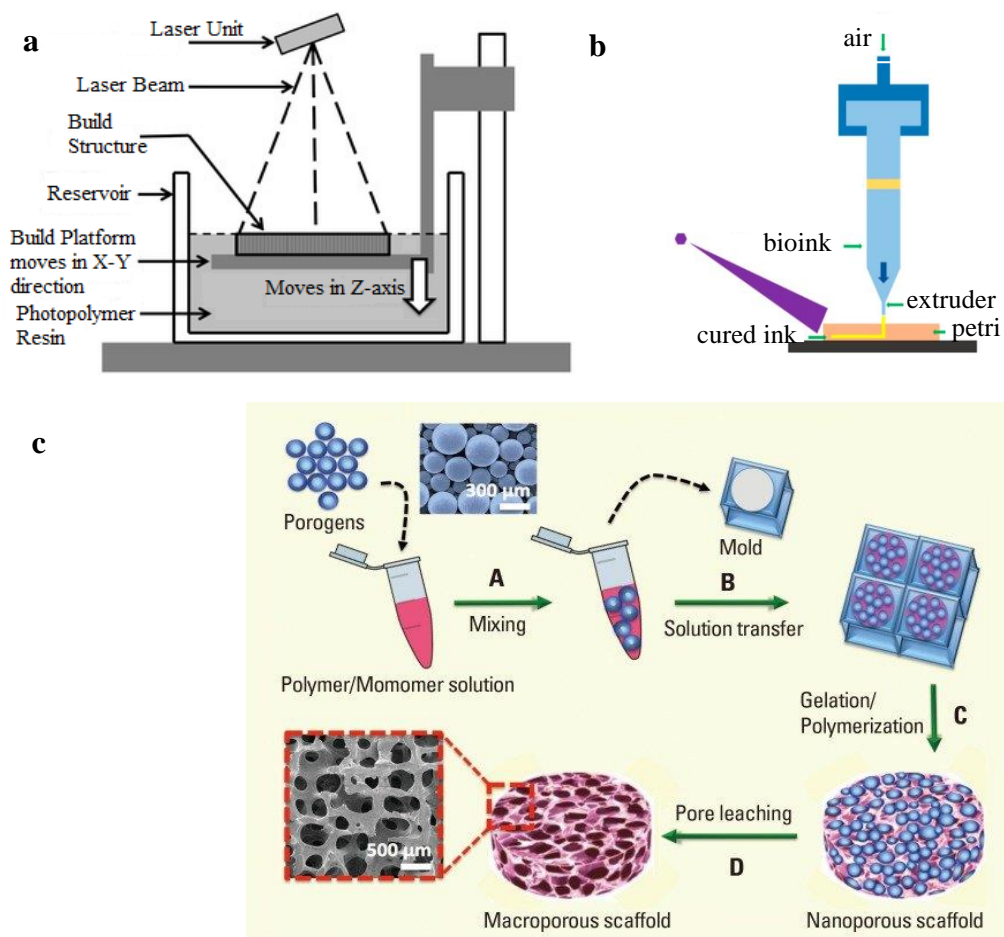 a
Laser Unit
Laser Beam
Build
Structure
Reservoir
Build Platform
moves in X-Y
direction
Moves in Z-axis
Photopolymer
Resin
b
air
bioink
extruder
petri
cured ink
c
Porogens
300 μm
Mold
A
Mixing
B
Solution transfer
Polymer/Momomer solution
Gelation/
Polymerization
C
500 μm
Pore leaching
D
Macroporous scaffold
Nanoporous scaffold